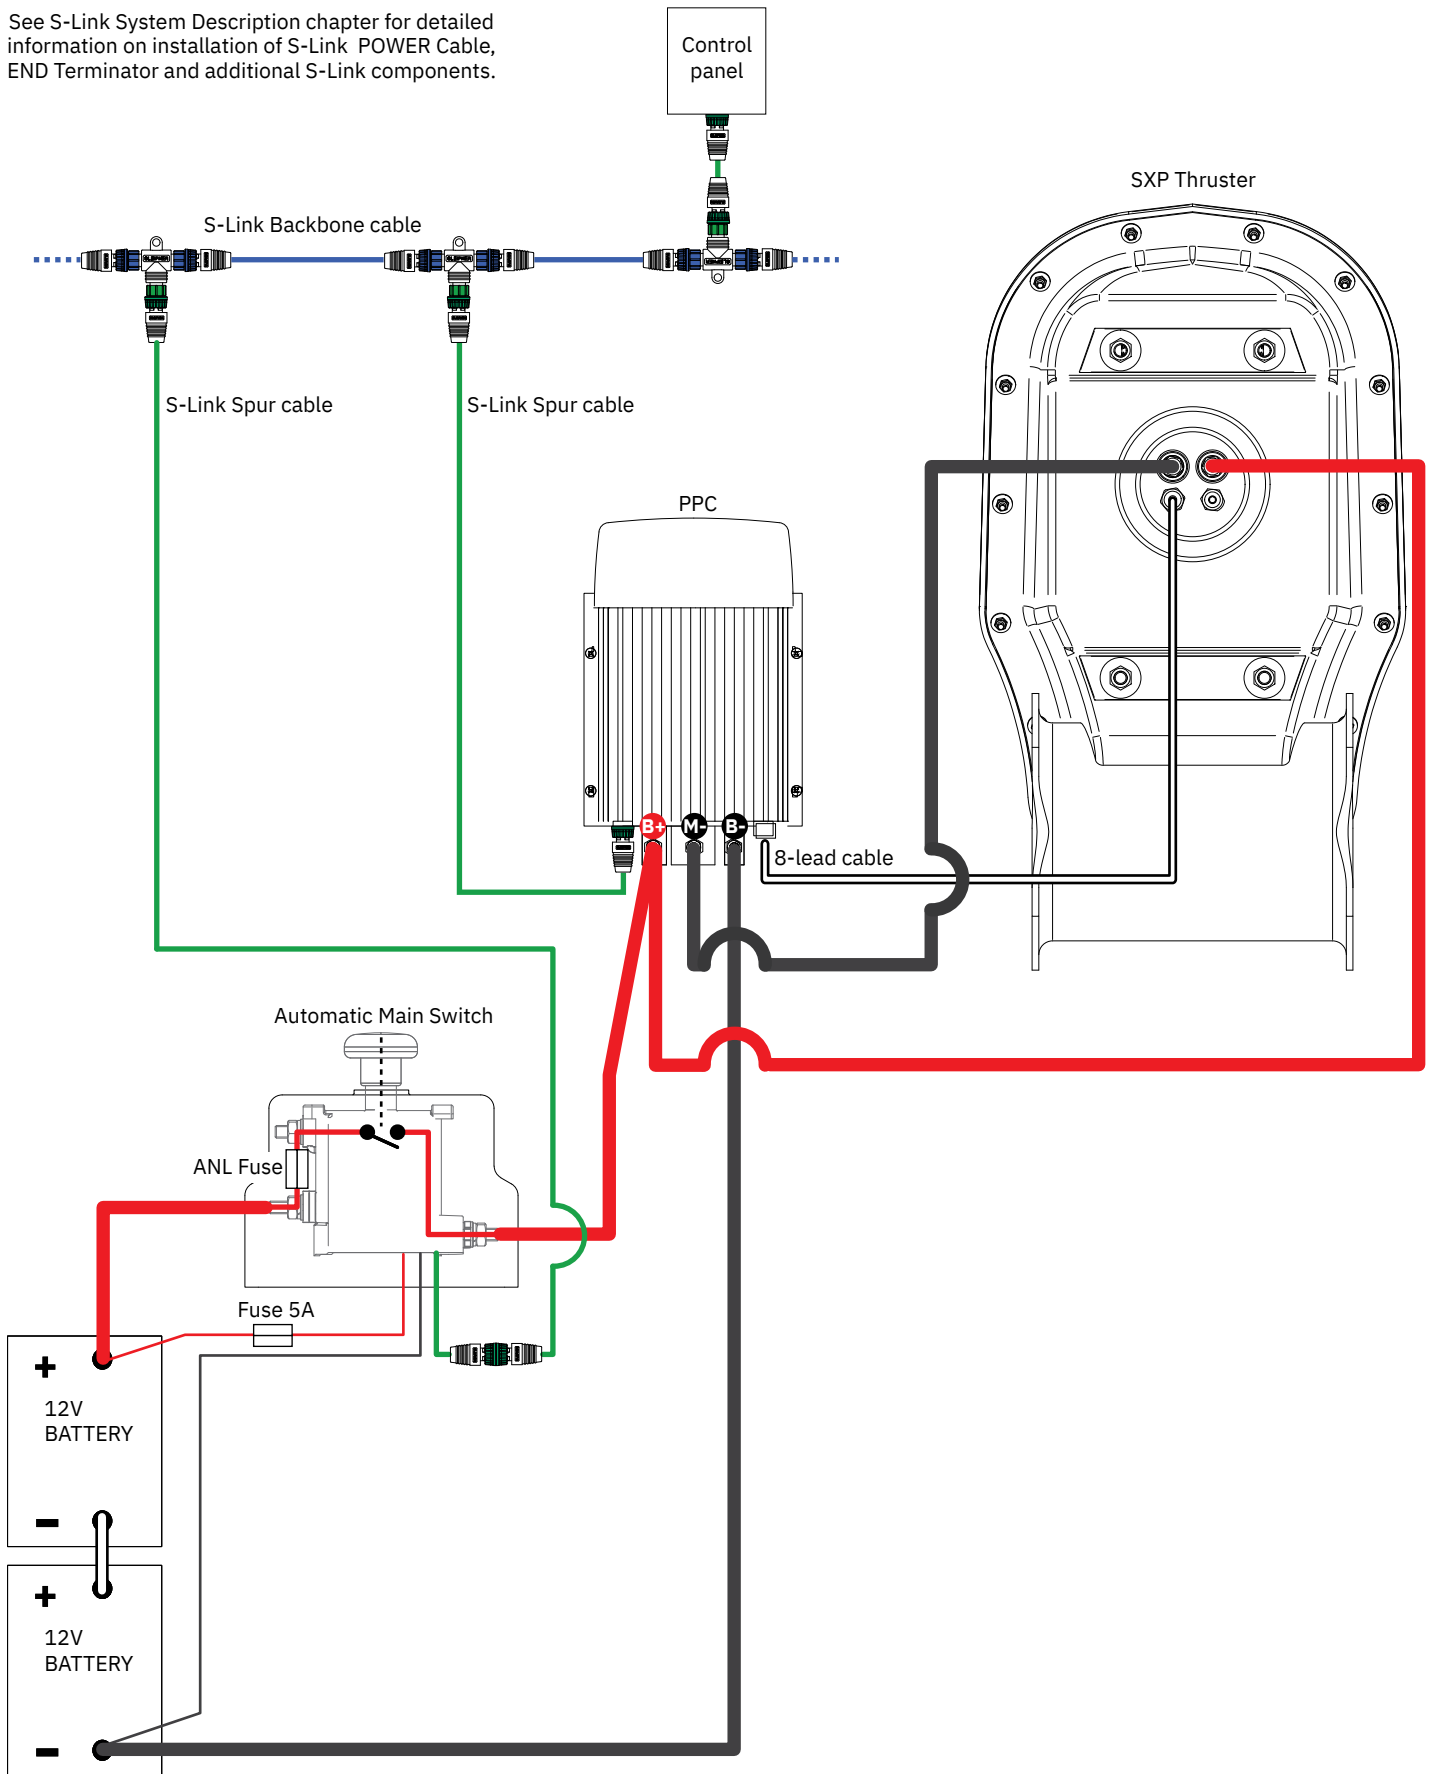 See S-Link System Description chapter for detailed
information on installation of S-Link POWER Cable,
END Terminator and additional S-Link components.
Control
panel
SXP Thruster
S-Link Backbone cable
S-Link Spur cable
S-Link Spur cable
PPC
B+
M-
B-
8-lead cable
Automatic Main Switch
ANL Fuse
Fuse 5A
+
12V
BATTERY
-
+
12V
BATTERY
-